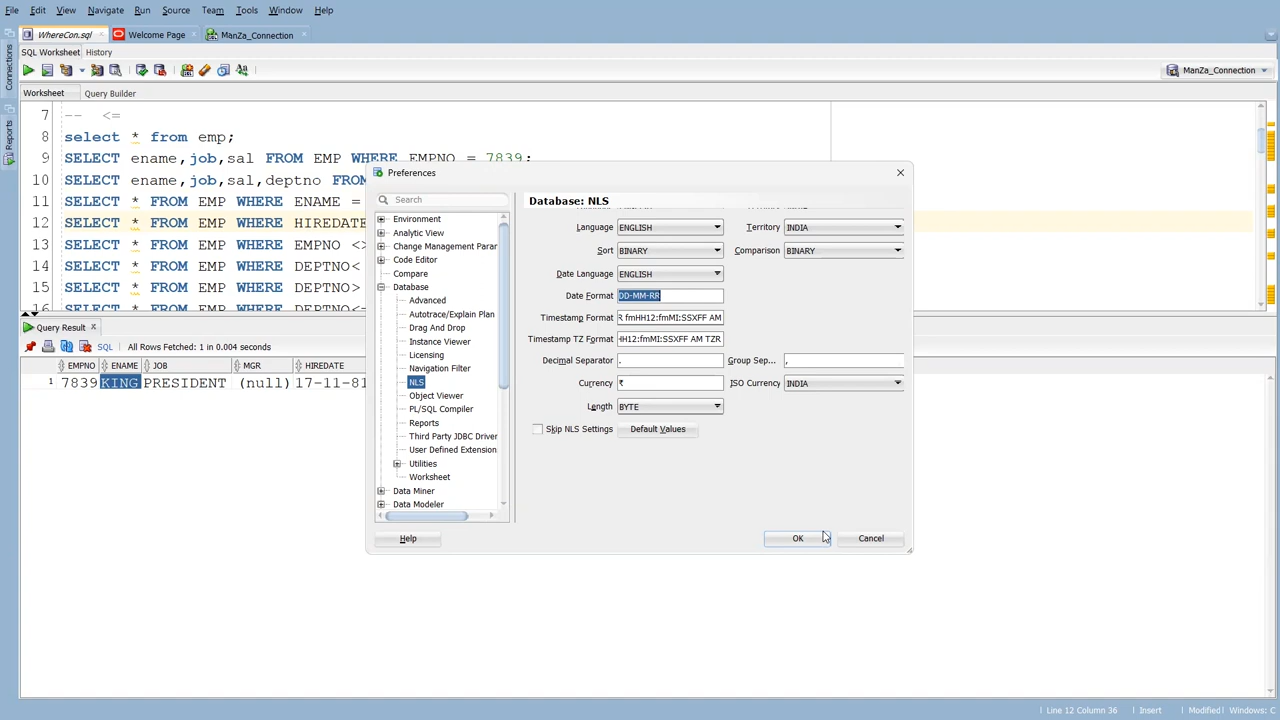 File Edit View Navigate Run Source Team Tools Window Help
WhereCon.sql Welcome Page ManZa_Connection
Connections
Reports
SQL Worksheet History
ManZa_Connection
Worksheet Query Builder
7 -- <=
8 select * from emp;
9 SELECT ename,job,sal FROM EMP WHERE EMPNO = 7839;
10 SELECT ename,job,sal,deptno FROM
11 SELECT * FROM EMP WHERE ENAME =
12 SELECT * FROM EMP WHERE HIREDATE
13 SELECT * FROM EMP WHERE EMPNO <>
14 SELECT * FROM EMP WHERE DEPTNO<
15 SELECT * FROM EMP WHERE DEPTNO>
16 SELECT * FROM EMP WHERE DEPTNO<
Query Result
SQL | All Rows Fetched: 1 in 0.004 seconds
EMPNO ENAME JOB MGR HIREDATE
1 7839 KING PRESIDENT (null) 17-11-81
Preferences
Search
Environment
Analytic View
Change Management Parar
Code Editor
Compare
Database
Advanced
Autotrace/Explain Plan
Drag And Drop
Instance Viewer
Licensing
Navigation Filter
NLS
Object Viewer
PL/SQL Compiler
Reports
Third Party JDBC Driver
User Defined Extension
Utilities
Worksheet
Data Miner
Data Modeler
Database: NLS
Language ENGLISH Territory INDIA
Sort BINARY Comparison BINARY
Date Language ENGLISH
Date Format DD-MM-RR
Timestamp Format R fmHH12:fmMI:SSXFF AM
Timestamp TZ Format HH12:fmMI:SSXFF AM TZR
Decimal Separator . Group Sep... ,
Currency ₹ ISO Currency INDIA
Length BYTE
Skip NLS Settings Default Values
Help OK Cancel
Line 12 Column 36 Insert Modified Windows: C